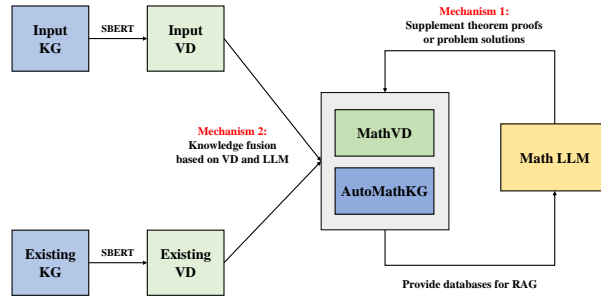 Input
KG
SBERT
Input
VD
Mechanism 1:
Supplement theorem proofs
or problem solutions
Mechanism 2:
Knowledge fusion
based on VD and LLM
MathVD
AutoMathKG
Math LLM
Existing
KG
SBERT
Existing
VD
Provide databases for RAG